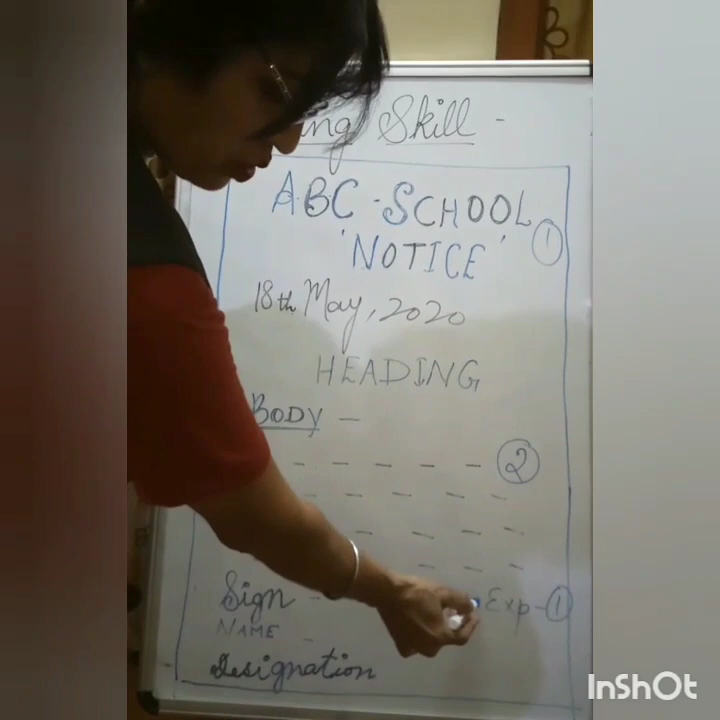 Skill -
ABC - SCHOOL
'NOTICE' 1
18th May, 2020
HEADING
BODY -
2
Sign - Exp - 1
NAME -
Designation
InShOt